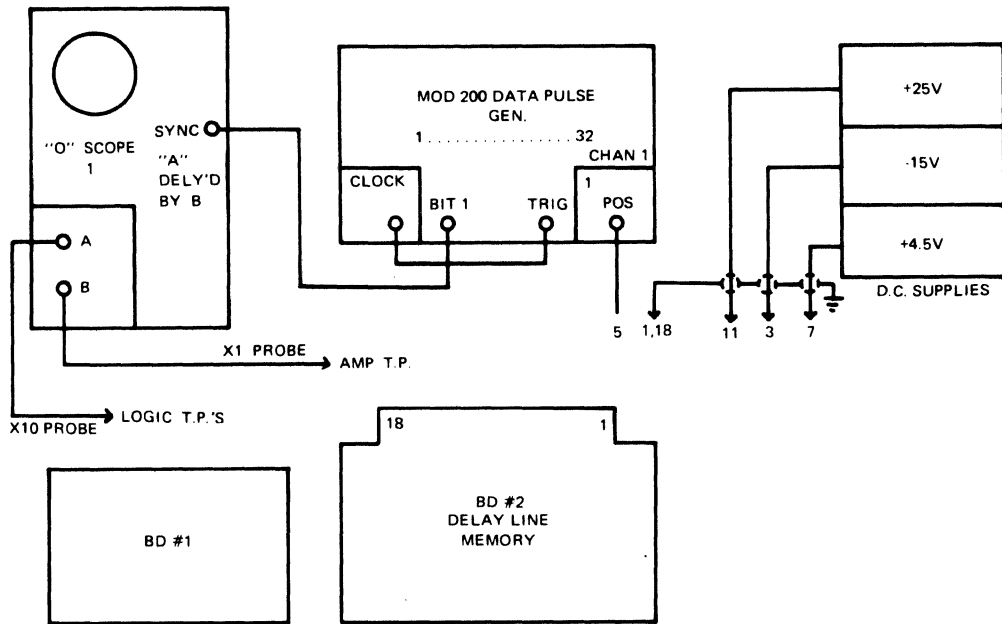 "O" SCOPE
1
SYNC
"A"
DELY'D
BY B
A
B
X1 PROBE
AMP T.P.
X10 PROBE
LOGIC T.P.'S
MOD 200 DATA PULSE
GEN.
1 . . . . . . . . . . . . . . . . 32
CHAN 1
CLOCK
BIT 1
TRIG
1
POS
5
+25V
-15V
+4.5V
D.C. SUPPLIES
1,18
11
3
7
BD #1
18
1
BD #2
DELAY LINE
MEMORY